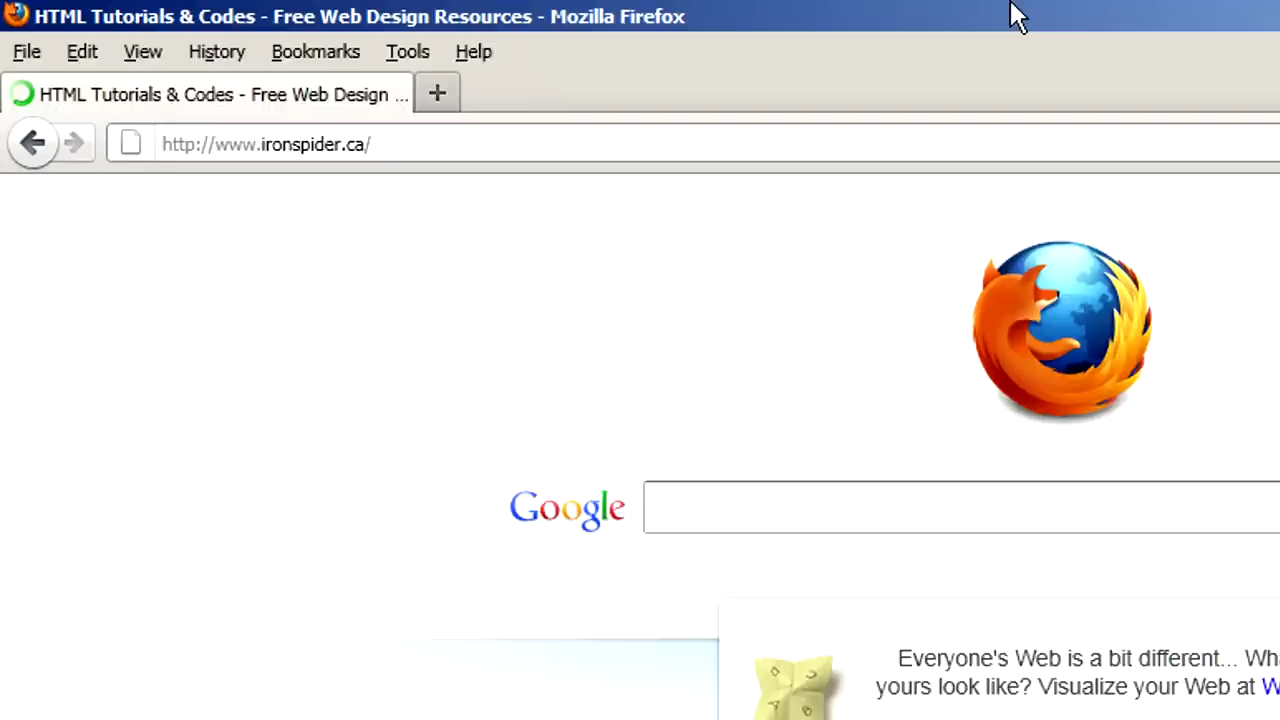 HTML Tutorials & Codes - Free Web Design Resources - Mozilla Firefox
File Edit View History Bookmarks Tools Help
HTML Tutorials & Codes - Free Web Design ... +
http://www.ironspider.ca/
Google
Everyone's Web is a bit different...
yours look like? Visualize your Web at